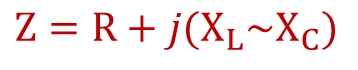 Z = R + j(X_L~X_C)